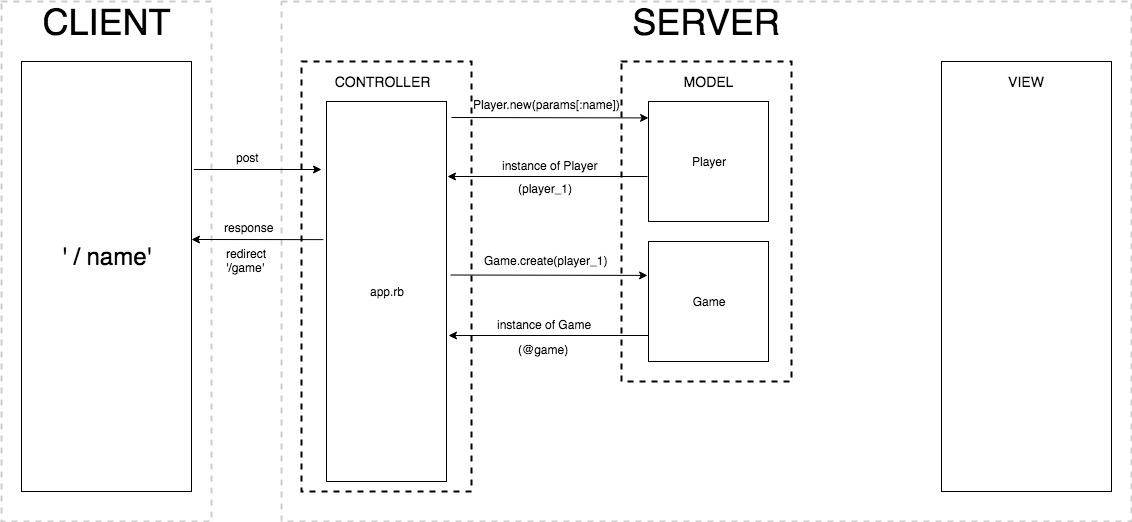 CLIENT
SERVER
CONTROLLER
MODEL
VIEW
Player.new(params[:name])
post
instance of Player
(player_1)
Player
response
redirect
'/game'
' / name'
Game.create(player_1)
app.rb
Game
instance of Game
(@game)